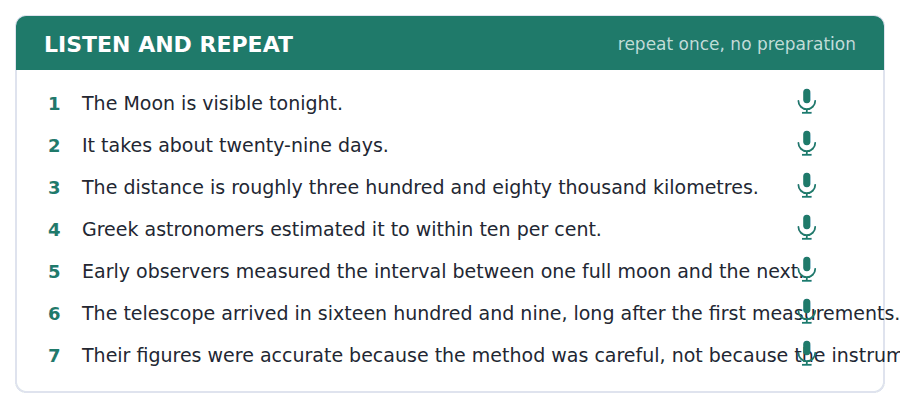 LISTEN AND REPEAT repeat once, no preparation
1 The Moon is visible tonight.
2 It takes about twenty-nine days.
3 The distance is roughly three hundred and eighty thousand kilometres.
4 Greek astronomers estimated it to within ten per cent.
5 Early observers measured the interval between one full moon and the next.
6 The telescope arrived in sixteen hundred and nine, long after the first measurements.
7 Their figures were accurate because the method was careful, not because the